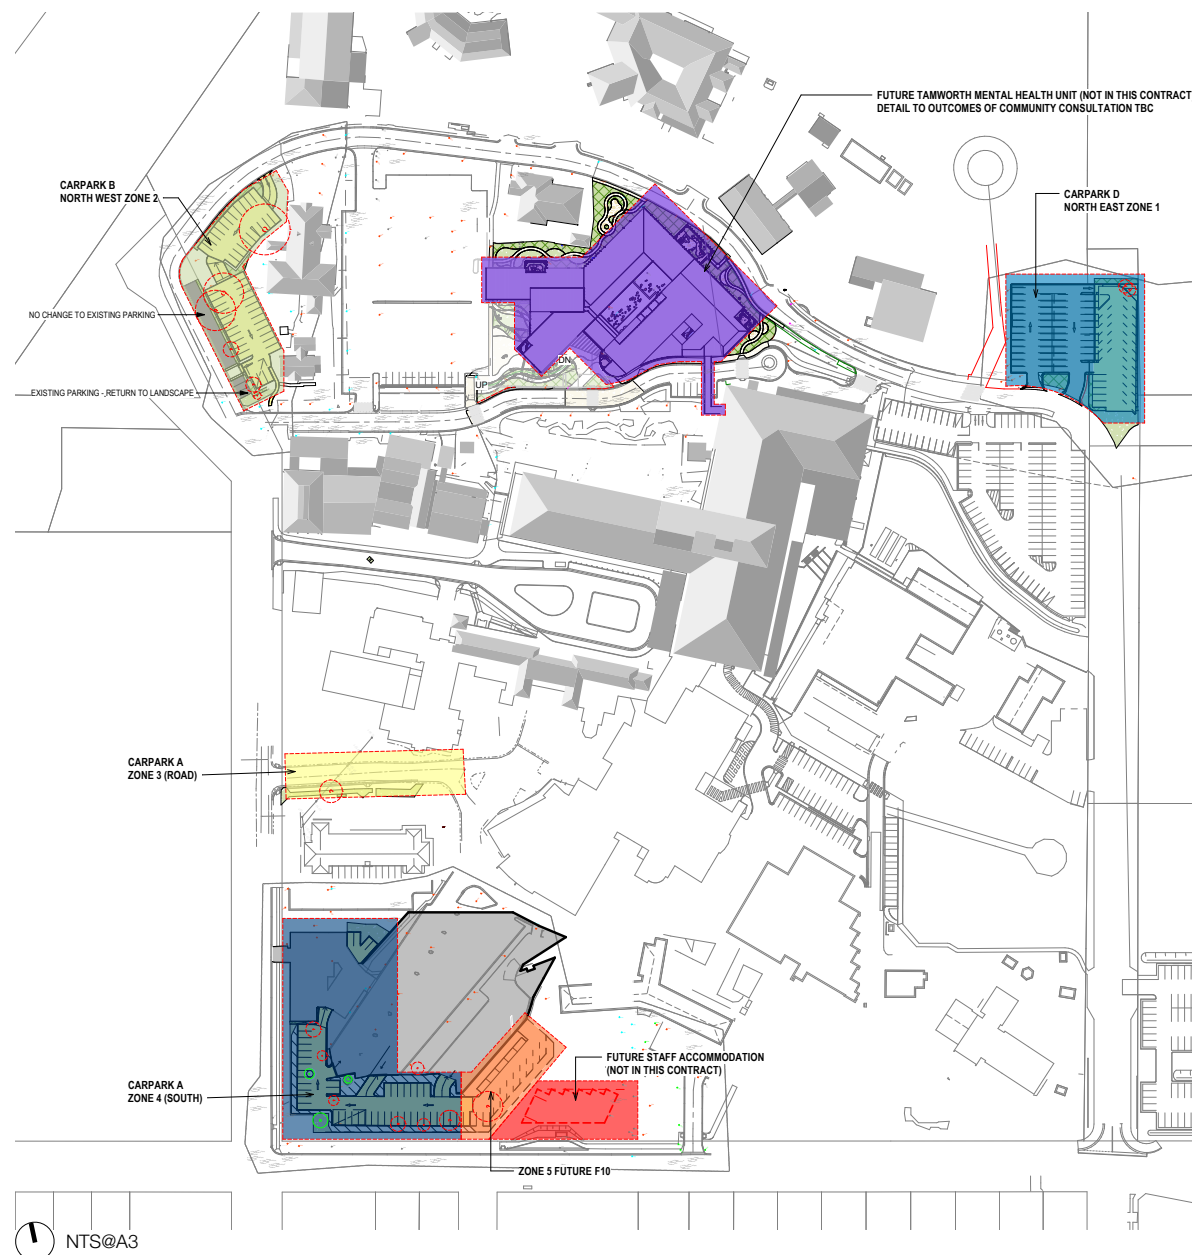 FUTURE TAMWORTH MENTAL HEALTH UNIT (NOT IN THIS CONTRACT
DETAIL TO OUTCOMES OF COMMUNITY CONSULTATION TBC
CARPARK B
NORTH WEST ZONE 2
CARPARK D
NORTH EAST ZONE 1
NO CHANGE TO EXISTING PARKING
DN
UP
EXISTING PARKING - RETURN TO LANDSCAPE
CARPARK A
ZONE 3 (ROAD)
FUTURE STAFF ACCOMMODATION
(NOT IN THIS CONTRACT)
CARPARK A
ZONE 4 (SOUTH)
ZONE 5 FUTURE F10
NTS@A3